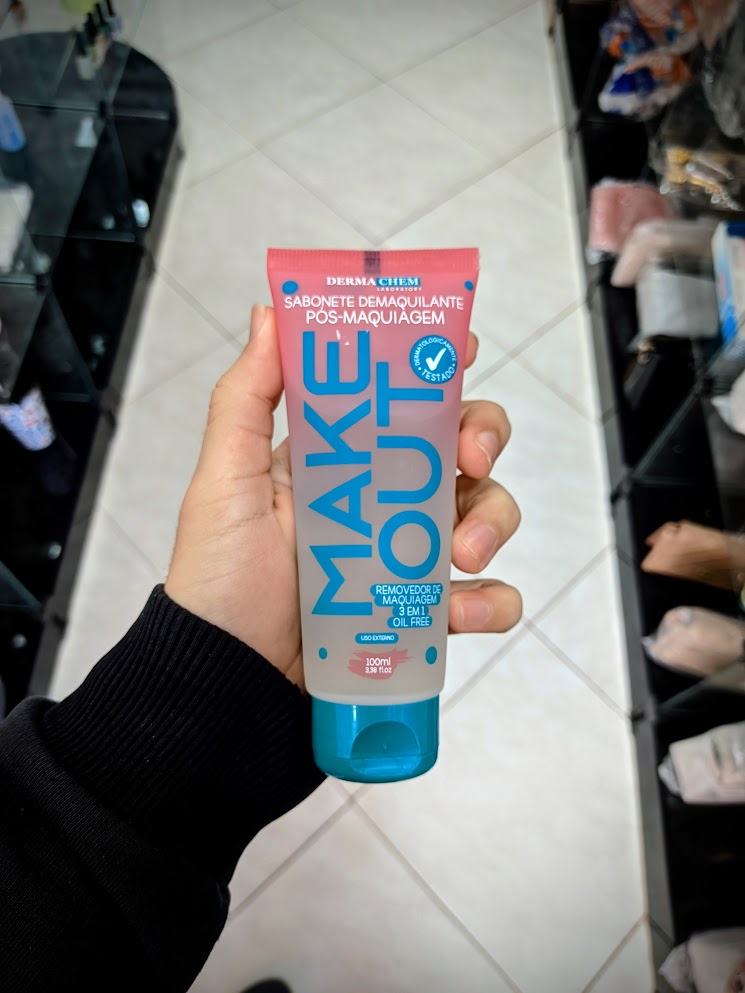 DERMACHEM
LABORATORY
SABONETE DEMAQUILANTE
PÓS-MAQUIAGEM
DERMATOLOGICAMENTE
• TESTADO •
MAKE
OUT
REMOVEDOR DE
MAQUIAGEM
3 EM 1
OIL FREE
USO EXTERNO
100ml
3,38 fl.oz